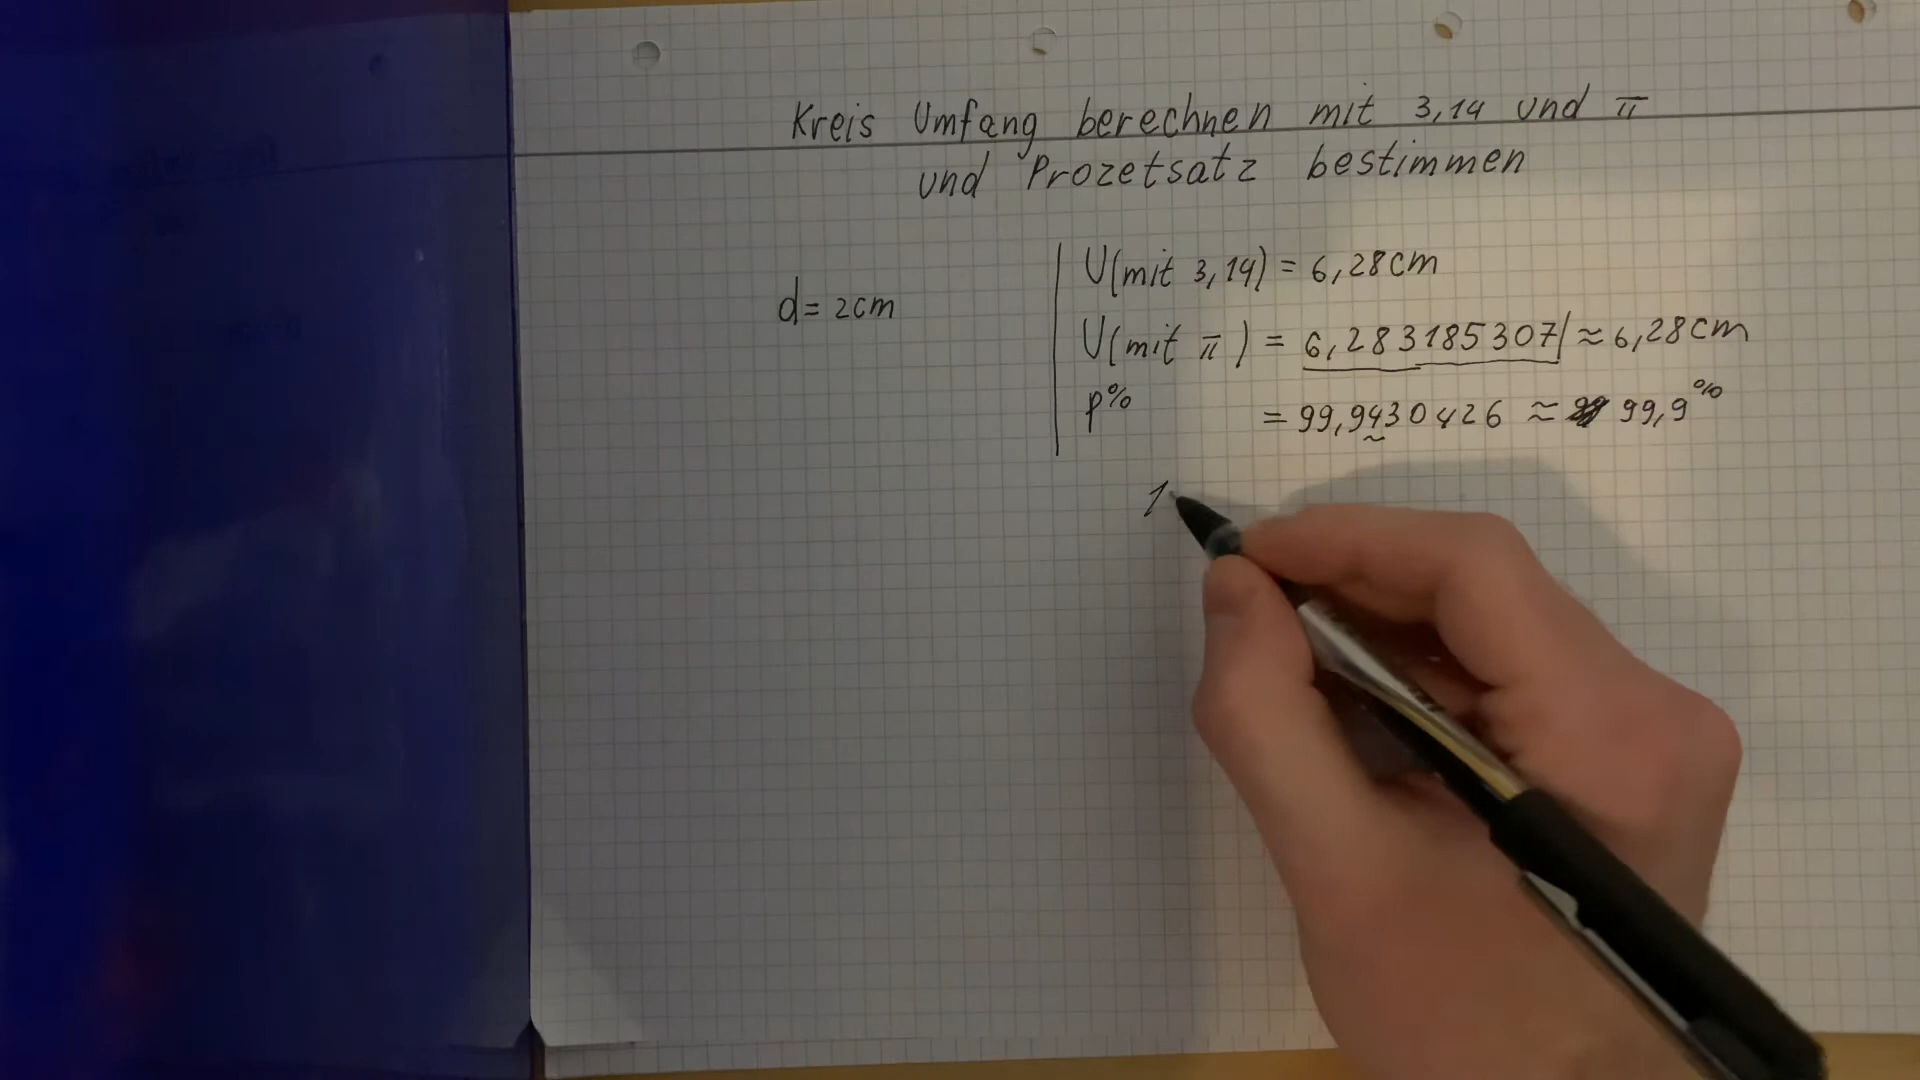 Kreis Umfang berechnen mit 3,14 und π
und Prozetsatz bestimmen
d= 2cm
U(mit 3,14) = 6,28cm
U(mit π) = 6,283185307 ≈ 6,28cm
p% = 99,9430426 ≈ 99,9%
1